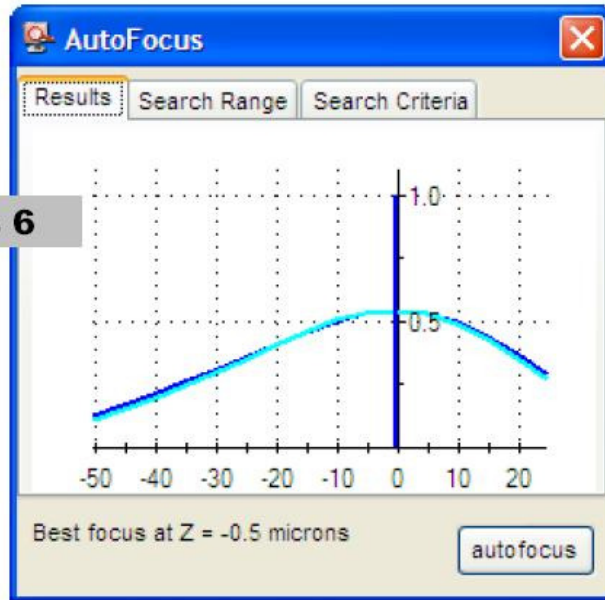 AutoFocus
Results Search Range Search Criteria
1.0
6
0.5
-50 -40 -30 -20 -10 0 10 20
Best focus at Z = -0.5 microns
autofocus